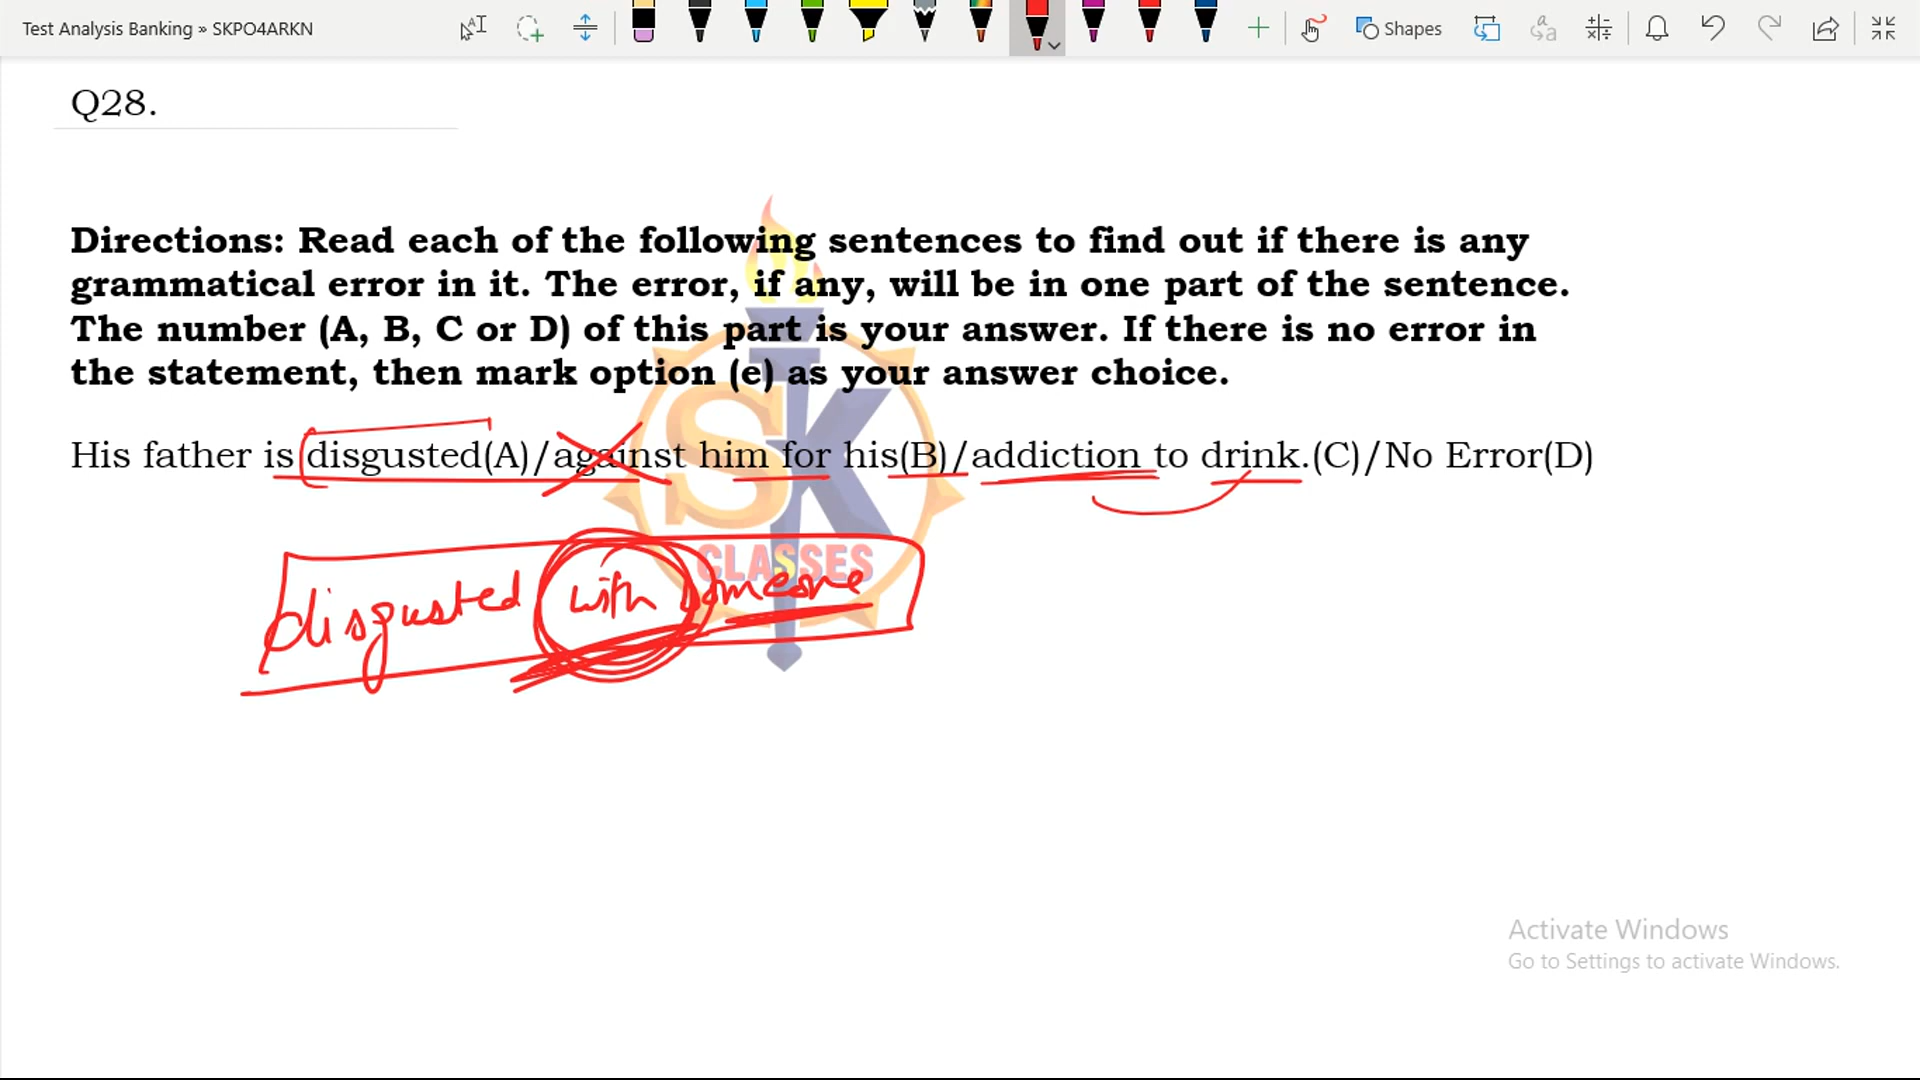 Test Analysis Banking » SKPO4ARKN
Shapes
Q28.
Directions: Read each of the following sentences to find out if there is any
grammatical error in it. The error, if any, will be in one part of the sentence.
The number (A, B, C or D) of this part is your answer. If there is no error in
the statement, then mark option (e) as your answer choice.
His father is disgusted(A)/against him for his(B)/addiction to drink.(C)/No Error(D)
SK
CLASSES
disgusted with someone
Activate Windows
Go to Settings to activate Windows.